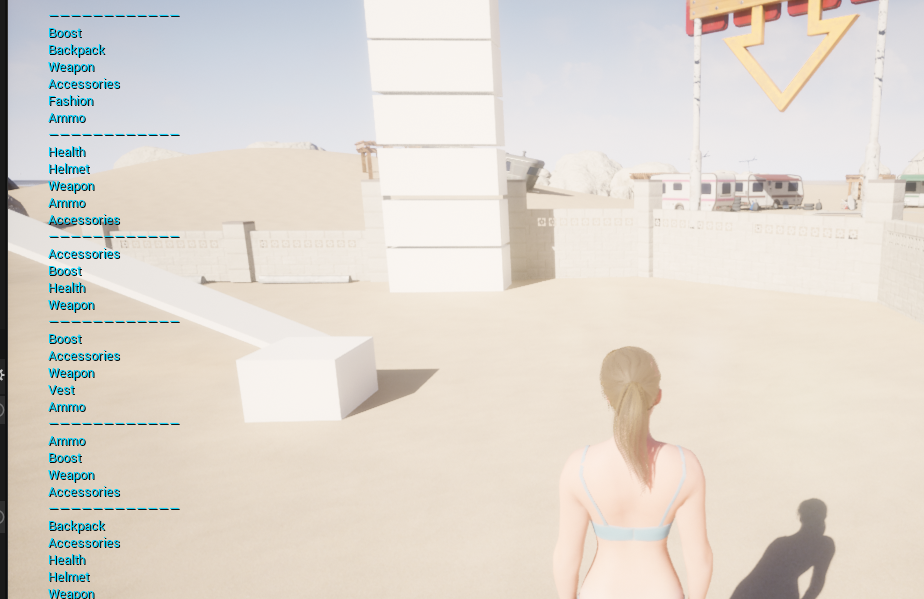 ------------
Boost
Backpack
Weapon
Accessories
Fashion
Ammo
------------
Health
Helmet
Weapon
Ammo
Accessories
------------
Accessories
Boost
Health
Weapon
------------
Boost
Accessories
Weapon
Vest
Ammo
------------
Ammo
Boost
Weapon
Accessories
------------
Backpack
Accessories
Health
Helmet
Weapon